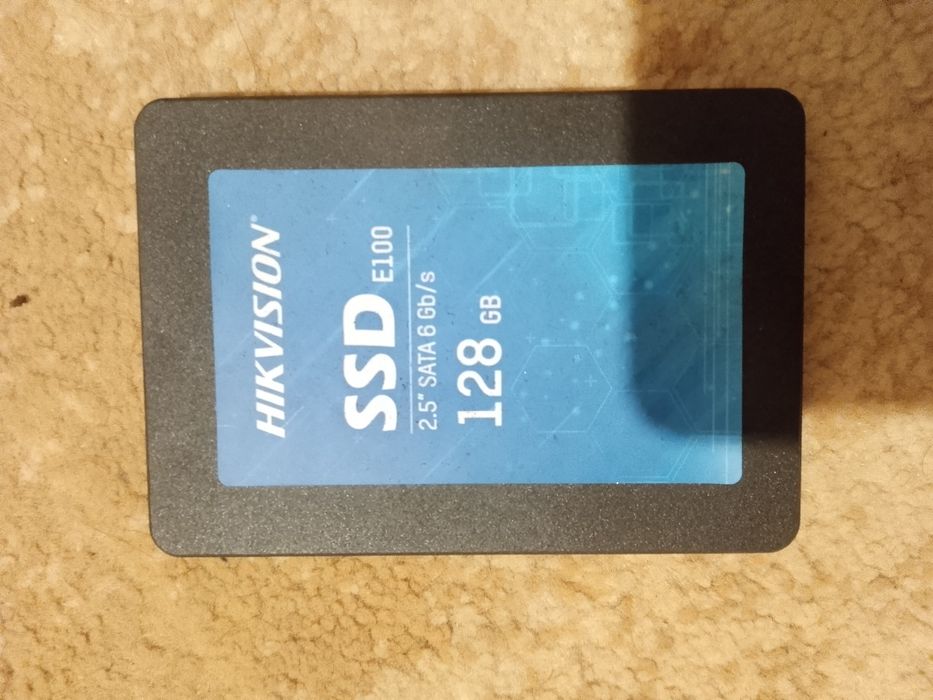 HIKVISION®
SSD E100
2.5" SATA 6 Gb/s
128 GB